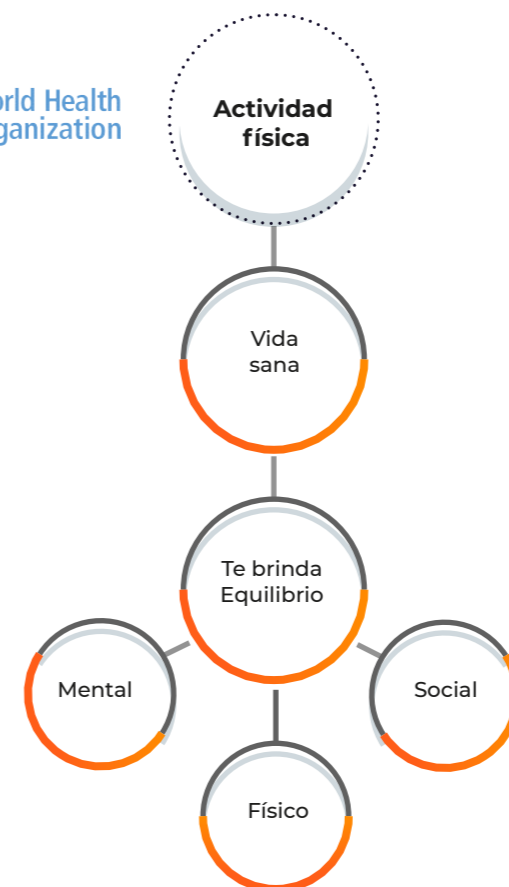 orld Health
ganization
Actividad
física
Vida
sana
Te brinda
Equilibrio
Mental
Social
Físico